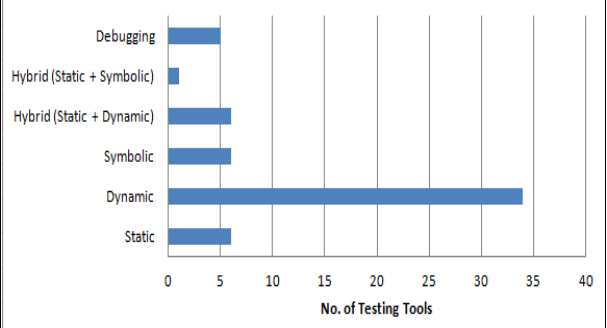 Debugging
Hybrid (Static + Symbolic)
Hybrid (Static + Dynamic)
Symbolic
Dynamic
Static
0 5 10 15 20 25 30 35 40
No. of Testing Tools